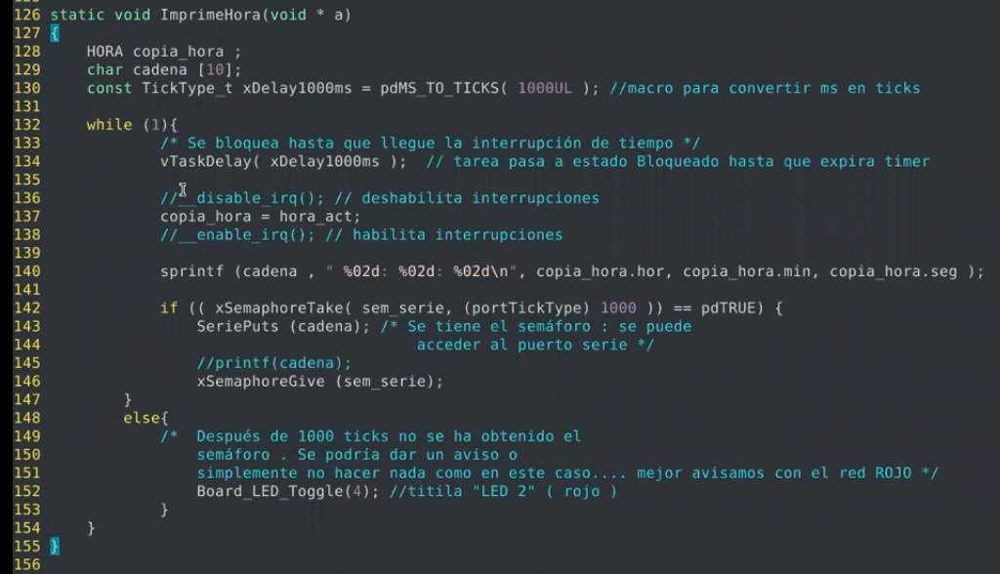 126 static void ImprimeHora(void * a)
127 {
128     HORA copia_hora ;
129     char cadena [10];
130     const TickType_t xDelay1000ms = pdMS_TO_TICKS( 1000UL ); //macro para convertir ms en ticks
131
132     while (1){
133             /* Se bloquea hasta que llegue la interrupción de tiempo */
134             vTaskDelay( xDelay1000ms );  // tarea pasa a estado Bloqueado hasta que expira timer
135
136             //__disable_irq(); // deshabilita interrupciones
137             copia_hora = hora_act;
138             //__enable_irq(); // habilita interrupciones
139
140             sprintf (cadena , " %02d: %02d: %02d\n", copia_hora.hor, copia_hora.min, copia_hora.seg );
141
142             if (( xSemaphoreTake( sem_serie, (portTickType) 1000 )) == pdTRUE) {
143                 SeriePuts (cadena); /* Se tiene el semáforo : se puede
144                                         acceder al puerto serie */
145                 //printf(cadena);
146                 xSemaphoreGive (sem_serie);
147         }
148         else{
149             /*  Después de 1000 ticks no se ha obtenido el
150                 semáforo . Se podría dar un aviso o
151                 simplemente no hacer nada como en este caso.... mejor avisamos con el red ROJO */
152                 Board_LED_Toggle(4); //titila "LED 2" ( rojo )
153             }
154     }
155 }
156